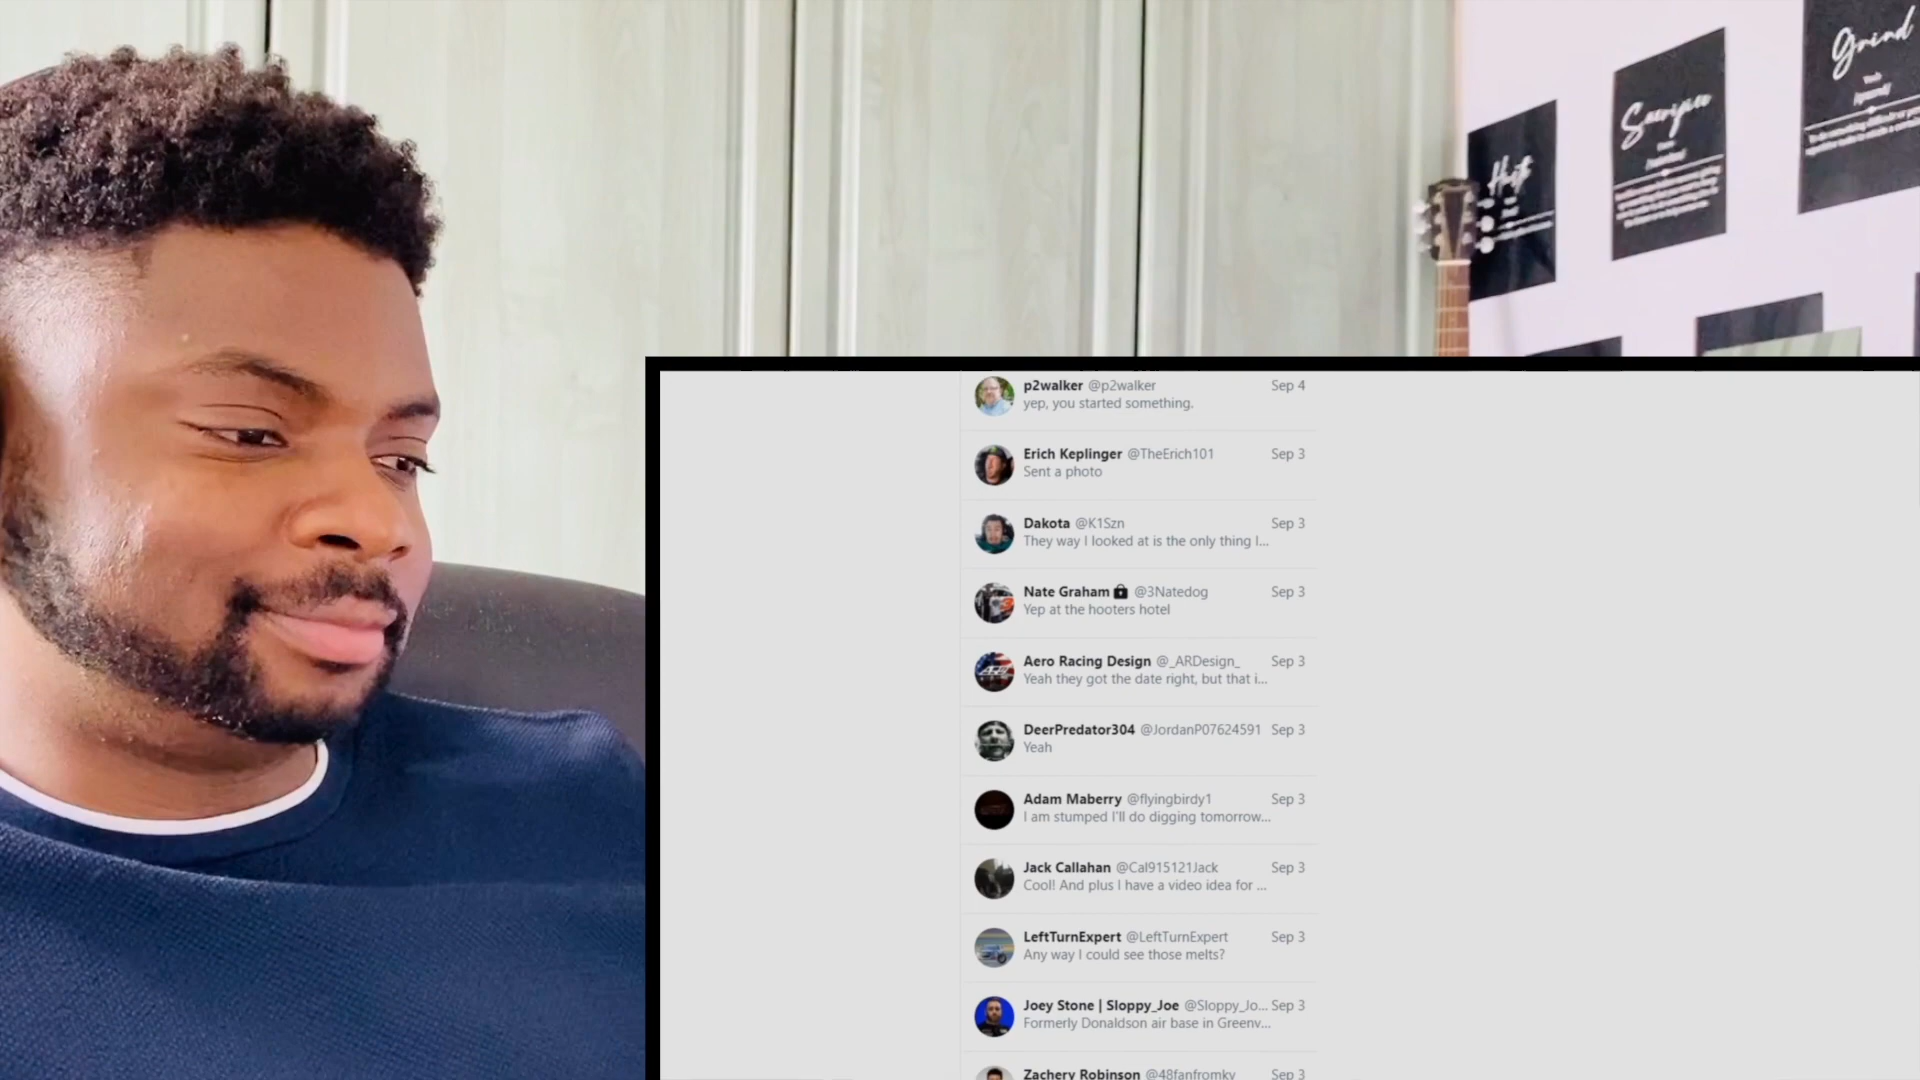 Grind
Sacrifice
p2walker @p2walker Sep 4
yep, you started something.
Erich Keplinger @TheErich101 Sep 3
Sent a photo
Dakota @K1Szn Sep 3
They way I looked at is the only thing I...
Nate Graham @3Natedog Sep 3
Yep at the hooters hotel
Aero Racing Design @_ARDesign_ Sep 3
Yeah they got the date right, but that i...
DeerPredator304 @JordanP07624591 Sep 3
Yeah
Adam Maberry @flyingbirdy1 Sep 3
I am stumped I'll do digging tomorrow...
Jack Callahan @Cal915121Jack Sep 3
Cool! And plus I have a video idea for ...
LeftTurnExpert @LeftTurnExpert Sep 3
Any way I could see those melts?
Joey Stone | Sloppy_Joe @Sloppy_Jo... Sep 3
Formerly Donaldson air base in Greenv...
Zachery Robinson @48fanfromky Sep 3